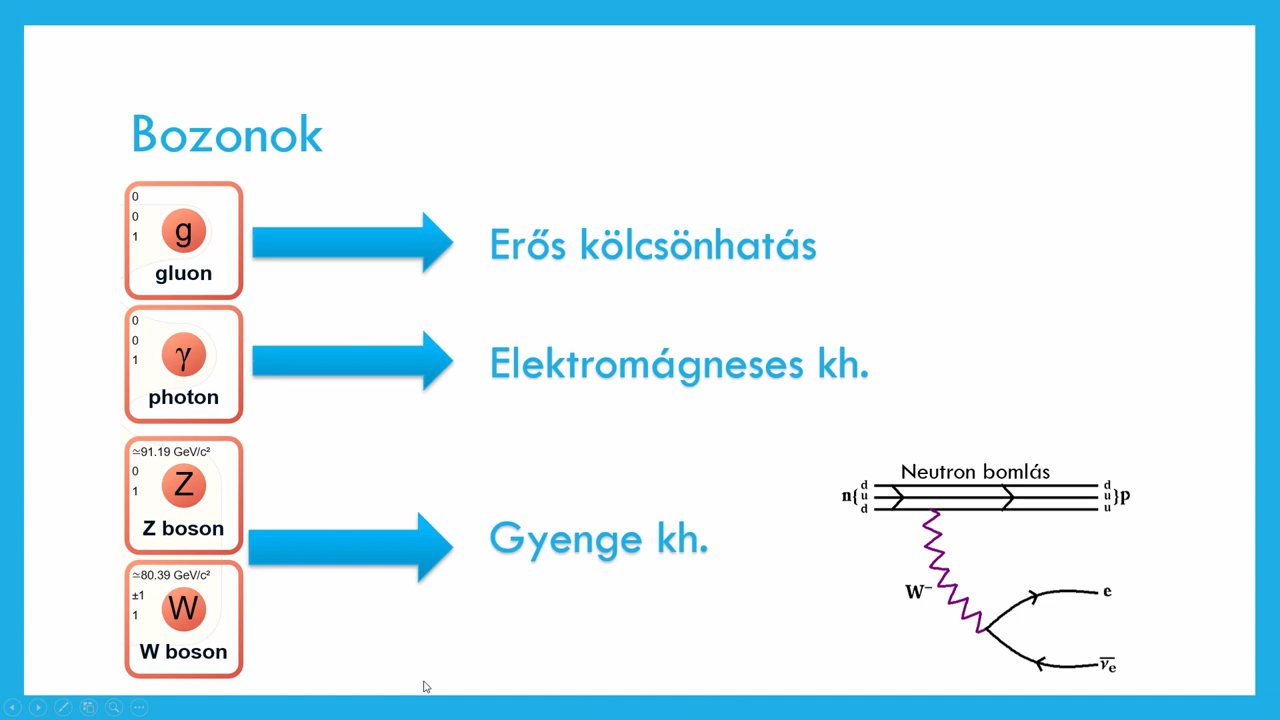 Bozonok
0
0
1
g
gluon
Erős kölcsönhatás
0
0
1
γ
photon
Elektromágneses kh.
≃91.19 GeV/c²
0
1
Z
Z boson
Gyenge kh.
≃80.39 GeV/c²
±1
1
W
W boson
Neutron bomlás
d d
n{ u u }p
d u
W⁻
e
ν̅e